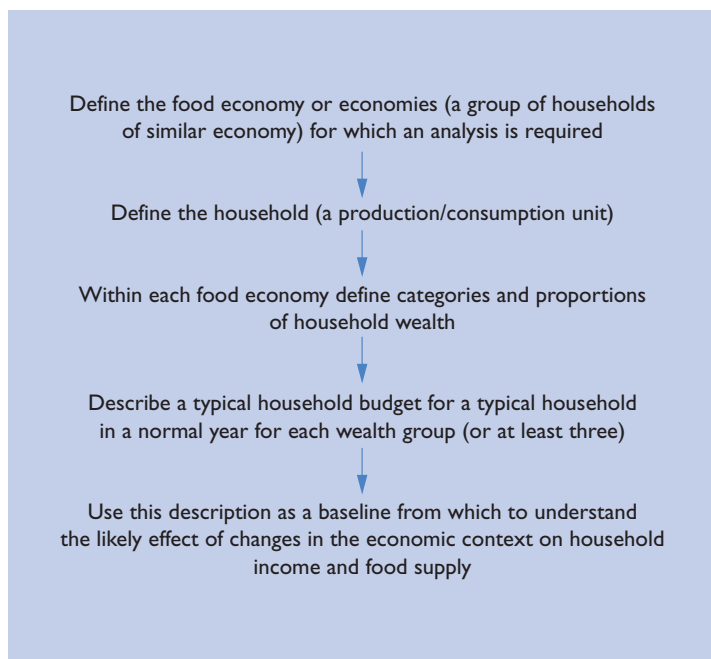 Define the food economy or economies (a group of households
of similar economy) for which an analysis is required
Define the household (a production/consumption unit)
Within each food economy define categories and proportions
of household wealth
Describe a typical household budget for a typical household
in a normal year for each wealth group (or at least three)
Use this description as a baseline from which to understand
the likely effect of changes in the economic context on household
income and food supply